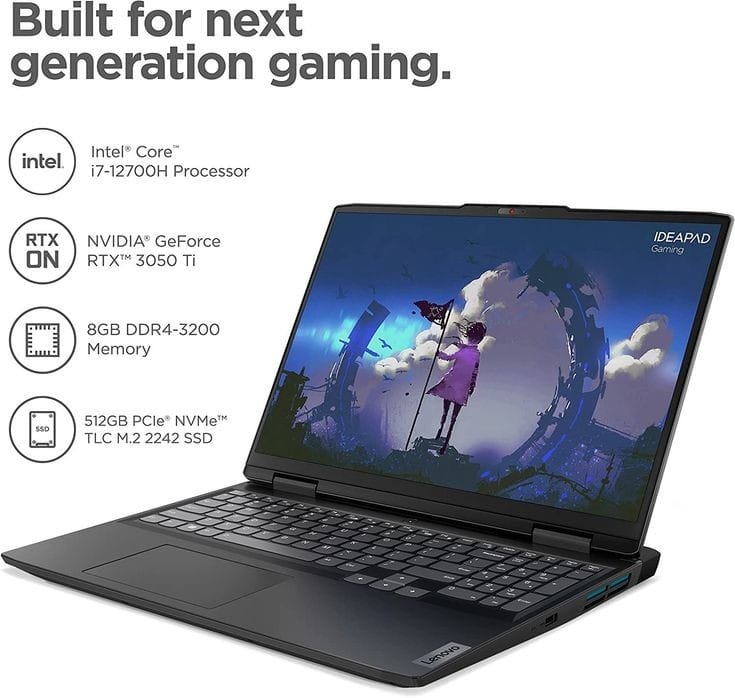 Built for next
generation gaming.
intel.
Intel® Core™
i7-12700H Processor
RTX
ON
NVIDIA® GeForce
RTX™ 3050 Ti
8GB DDR4-3200
Memory
SSD
512GB PCIe® NVMe™
TLC M.2 2242 SSD
IDEAPAD
Gaming
Lenovo